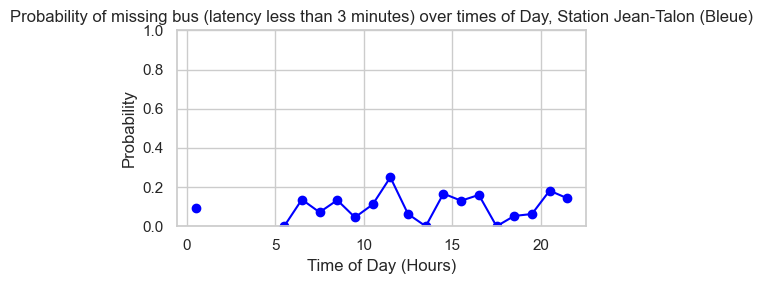 Probability of missing bus (latency less than 3 minutes) over times of Day, Station Jean-Talon (Bleue)
1.0
0.8
0.6
0.4
0.2
0.0
Probability
0 5 10 15 20
Time of Day (Hours)